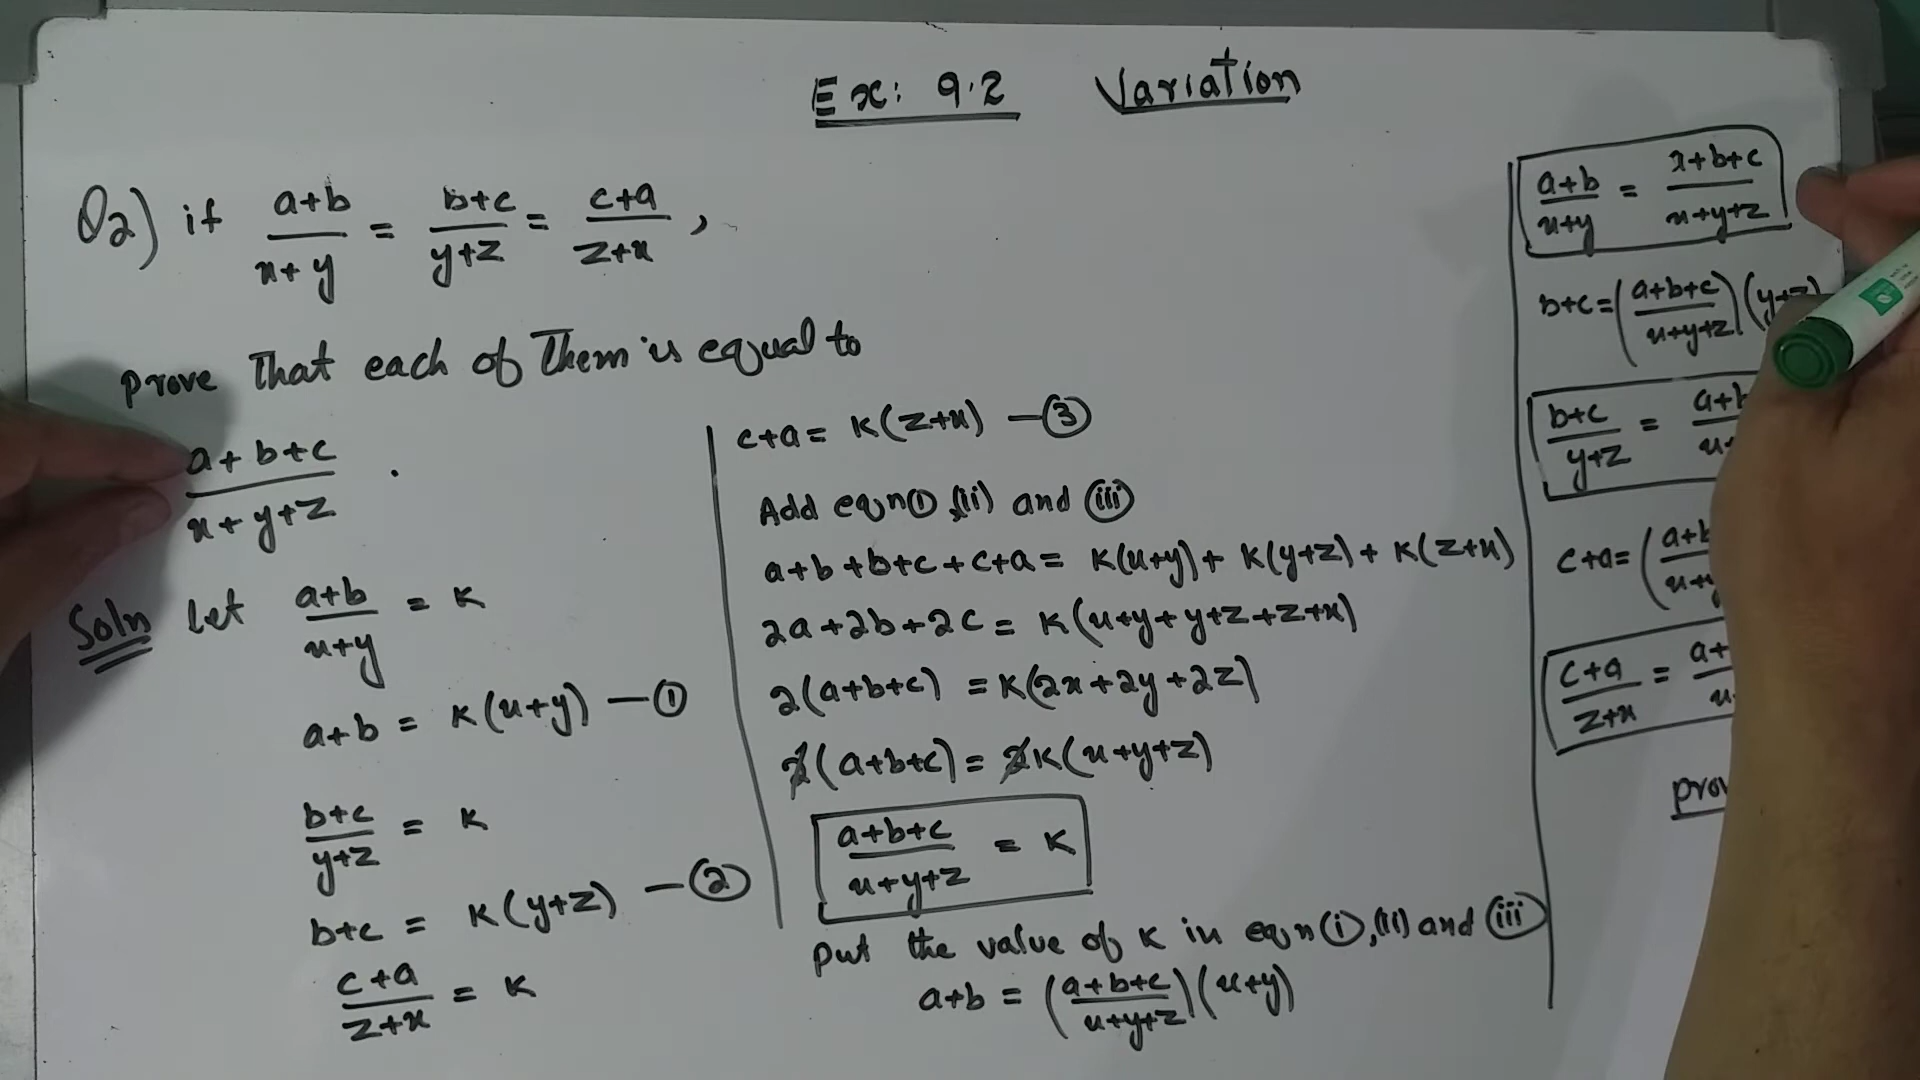 Ex: 9.2 Variation
Q2) if a+b/x+y = b+c/y+z = c+a/z+x ,
prove That each of Them is equal to
a+b+c/x+y+z .
Soln Let a+b/x+y = K
a+b = K(x+y) —①
b+c/y+z = K
b+c = K(y+z) —②
c+a/z+x = K
c+a = K(z+x) —③
Add eqn①,(ii) and (iii)
a+b+b+c+c+a = K(x+y)+ K(y+z)+ K(z+x)
2a+2b+2c = K(x+y+y+z+z+x)
2(a+b+c) = K(2x+2y+2z)
2(a+b+c) = 2K(x+y+z)
a+b+c/x+y+z = K
put the value of K in eqn(i),(ii) and (iii)
a+b = (a+b+c/x+y+z)(x+y)
a+b/x+y = a+b+c/x+y+z
b+c=(a+b+c/x+y+z)(y+z)
b+c/y+z = a+b
c+a=(a+b
c+a/z+x = a+